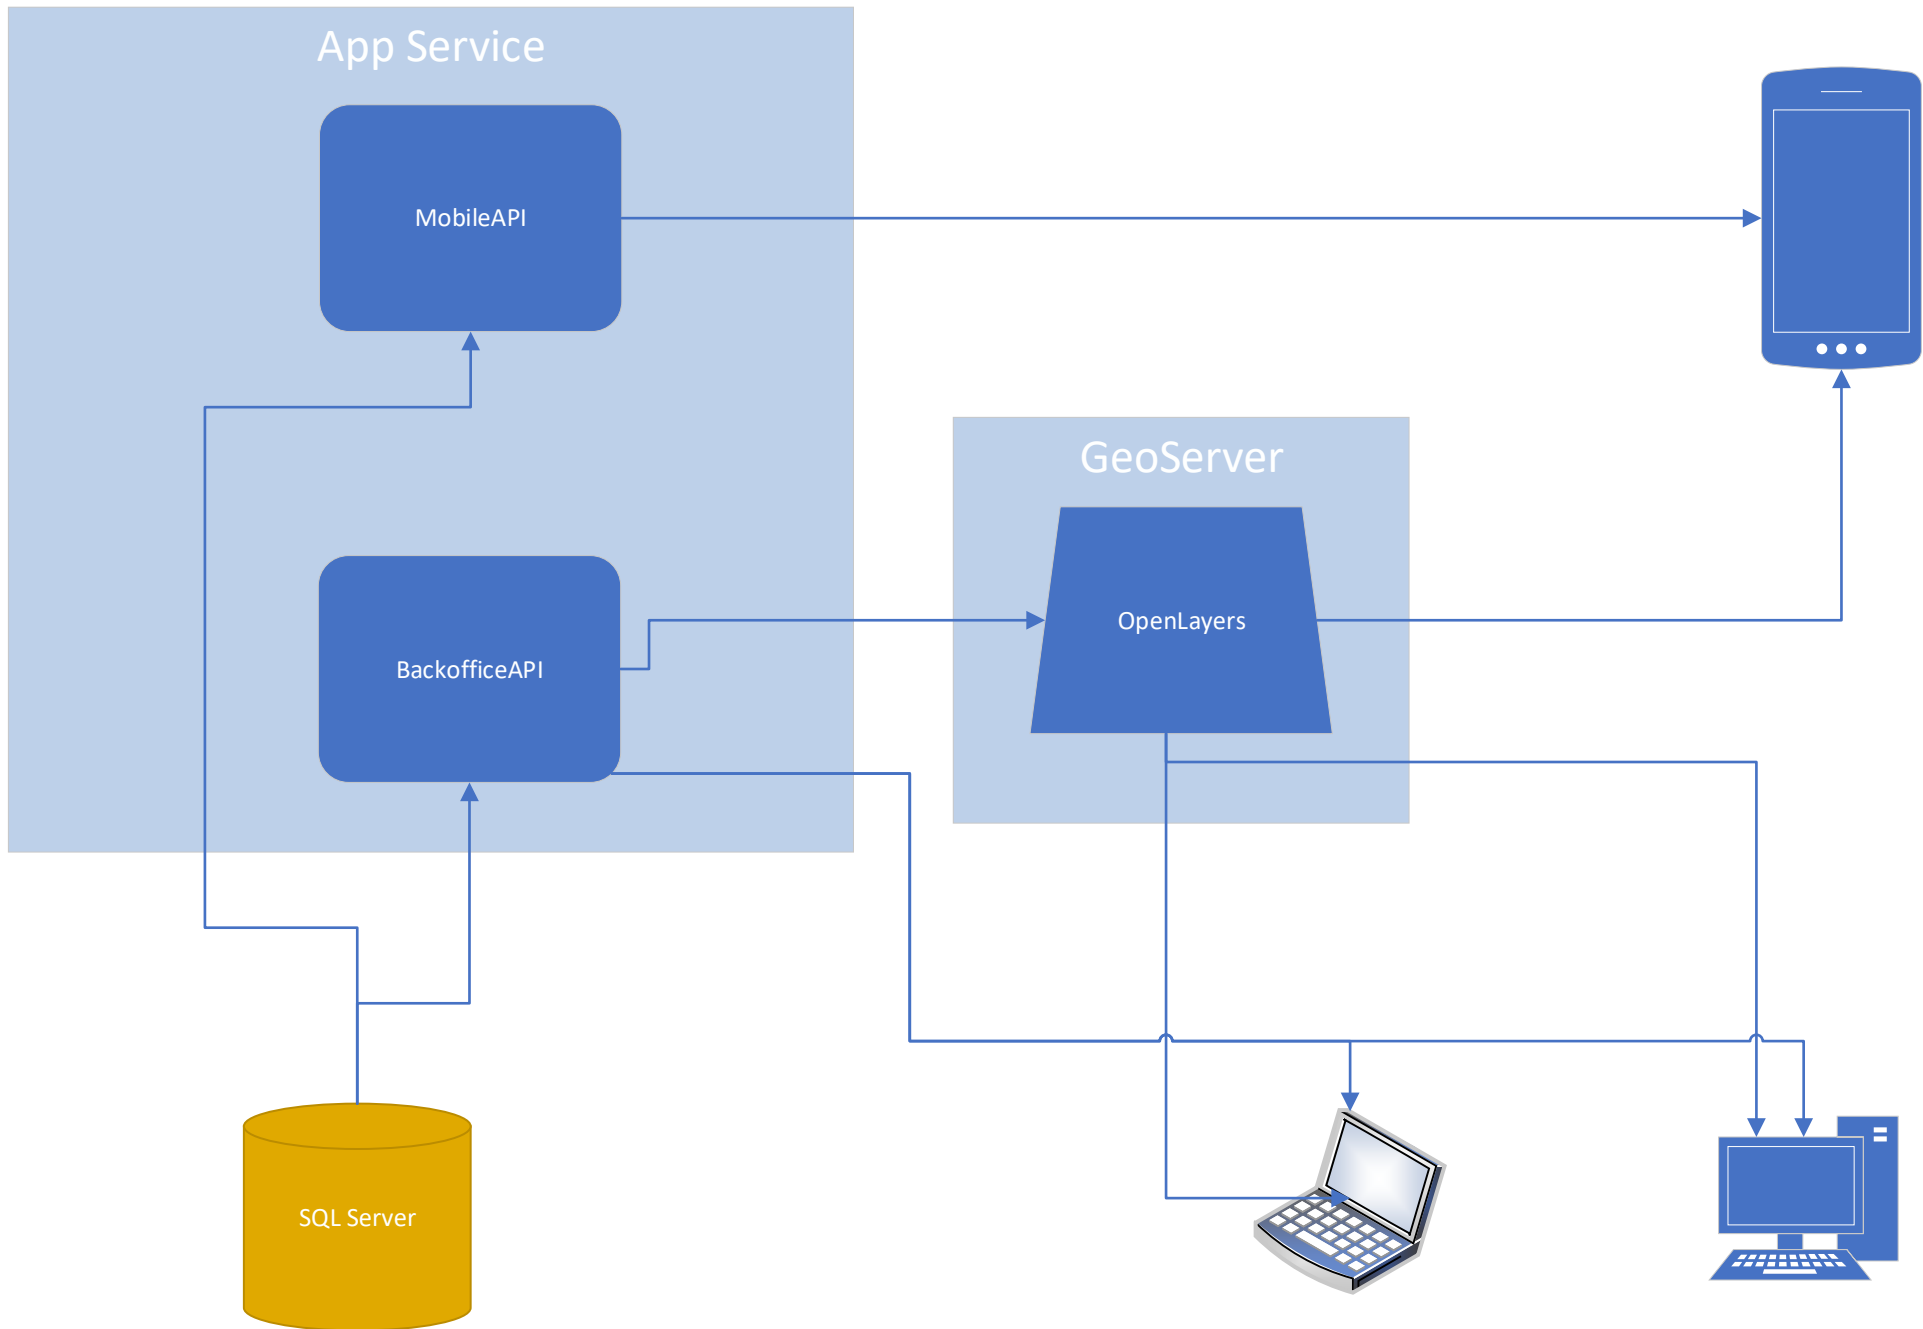 App Service
MobileAPI
GeoServer
OpenLayers
BackofficeAPI
SQL Server